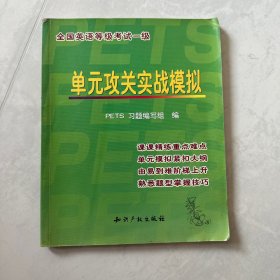 全国英语等级考试一级
PETS
单元攻关实战模拟
PETS 习题编写组 编
课课精练重点难点
单元模拟紧扣大纲
由易到难阶梯上升
熟悉题型掌握技巧
知识产权出版社